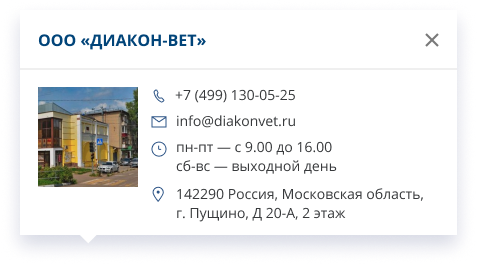 ООО «ДИАКОН-ВЕТ»
+7 (499) 130-05-25
info@diakonvet.ru
пн-пт — с 9.00 до 16.00
сб-вс — выходной день
142290 Россия, Московская область,
г. Пущино, Д 20-А, 2 этаж